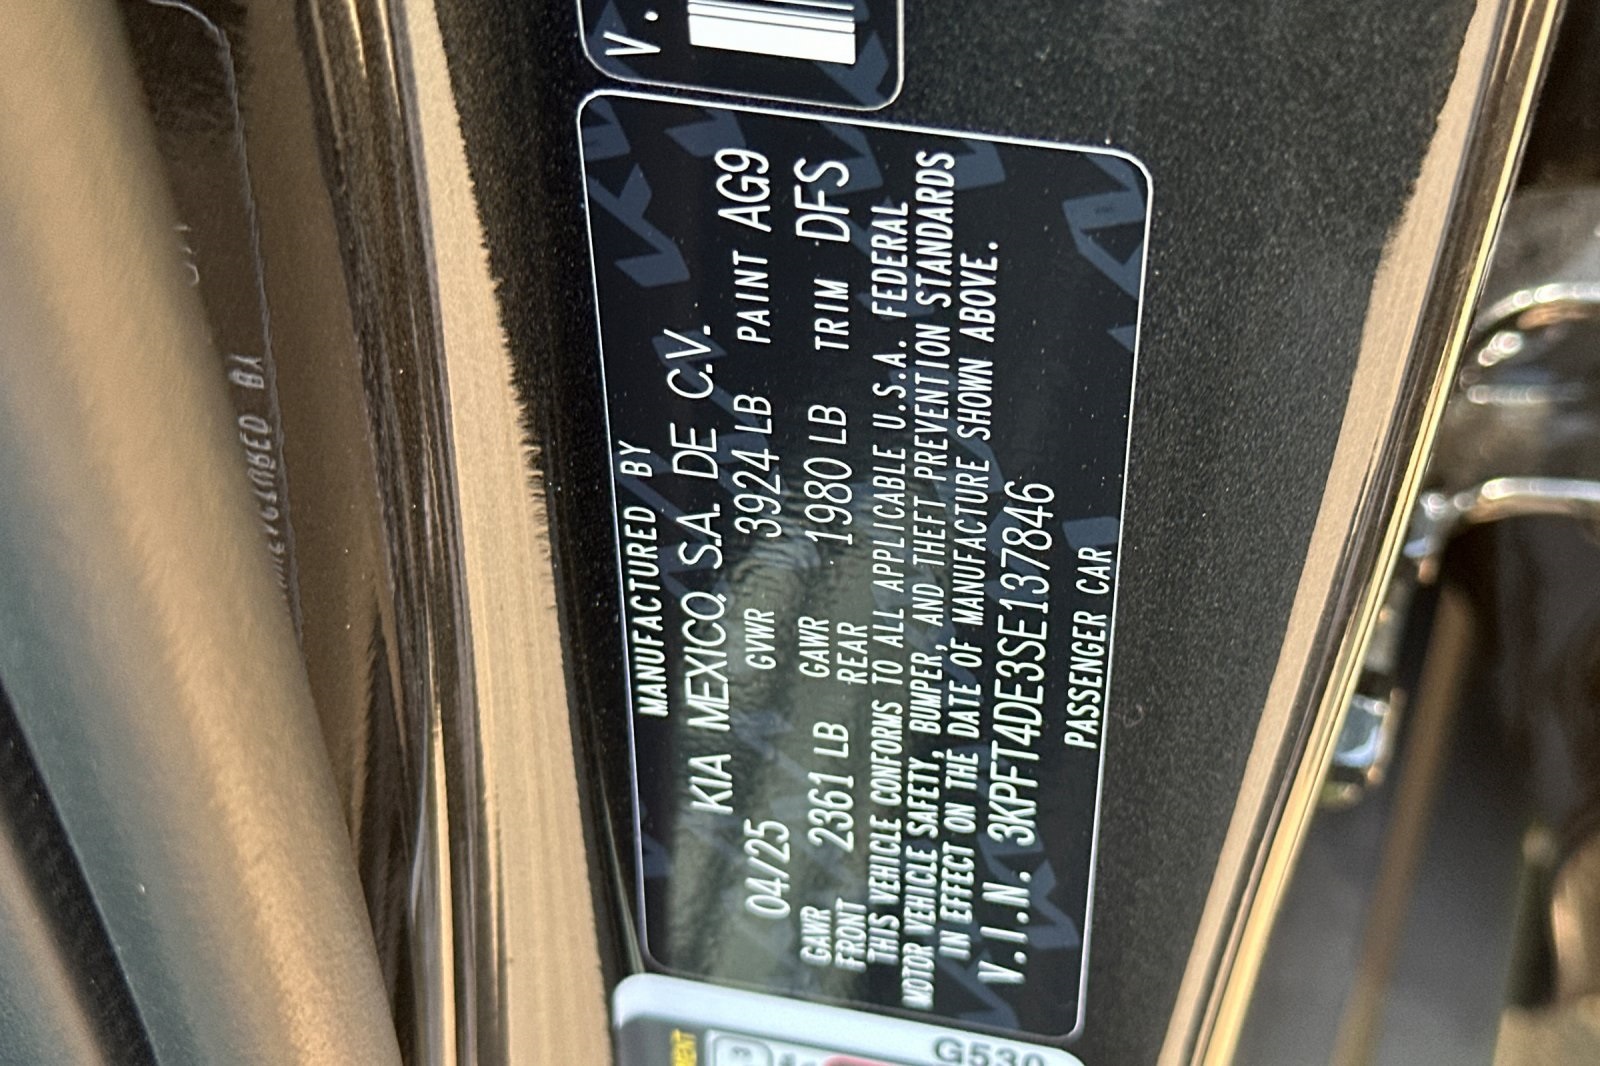 V.
MANUFACTURED BY
KIA MEXICO, S.A. DE C.V.
04/25 GVWR 3924 LB PAINT AG9
GAWR FRONT 2361 LB GAWR REAR 1980 LB TRIM DFS
THIS VEHICLE CONFORMS TO ALL APPLICABLE U.S.A. FEDERAL
MOTOR VEHICLE SAFETY, BUMPER, AND THEFT PREVENTION STANDARDS
IN EFFECT ON THE DATE OF MANUFACTURE SHOWN ABOVE.
V.I.N. 3KPFT4DE3SE137846
PASSENGER CAR
G530